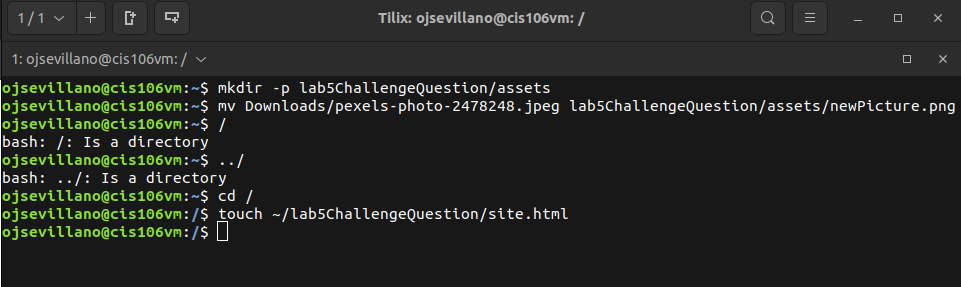 1 / 1
Tilix: ojsevillano@cis106vm: /
1: ojsevillano@cis106vm: /
ojsevillano@cis106vm:~$ mkdir -p lab5ChallengeQuestion/assets
ojsevillano@cis106vm:~$ mv Downloads/pexels-photo-2478248.jpeg lab5ChallengeQuestion/assets/newPicture.png
ojsevillano@cis106vm:~$ /
bash: /: Is a directory
ojsevillano@cis106vm:~$ ../
bash: ../: Is a directory
ojsevillano@cis106vm:~$ cd /
ojsevillano@cis106vm:/$ touch ~/lab5ChallengeQuestion/site.html
ojsevillano@cis106vm:/$